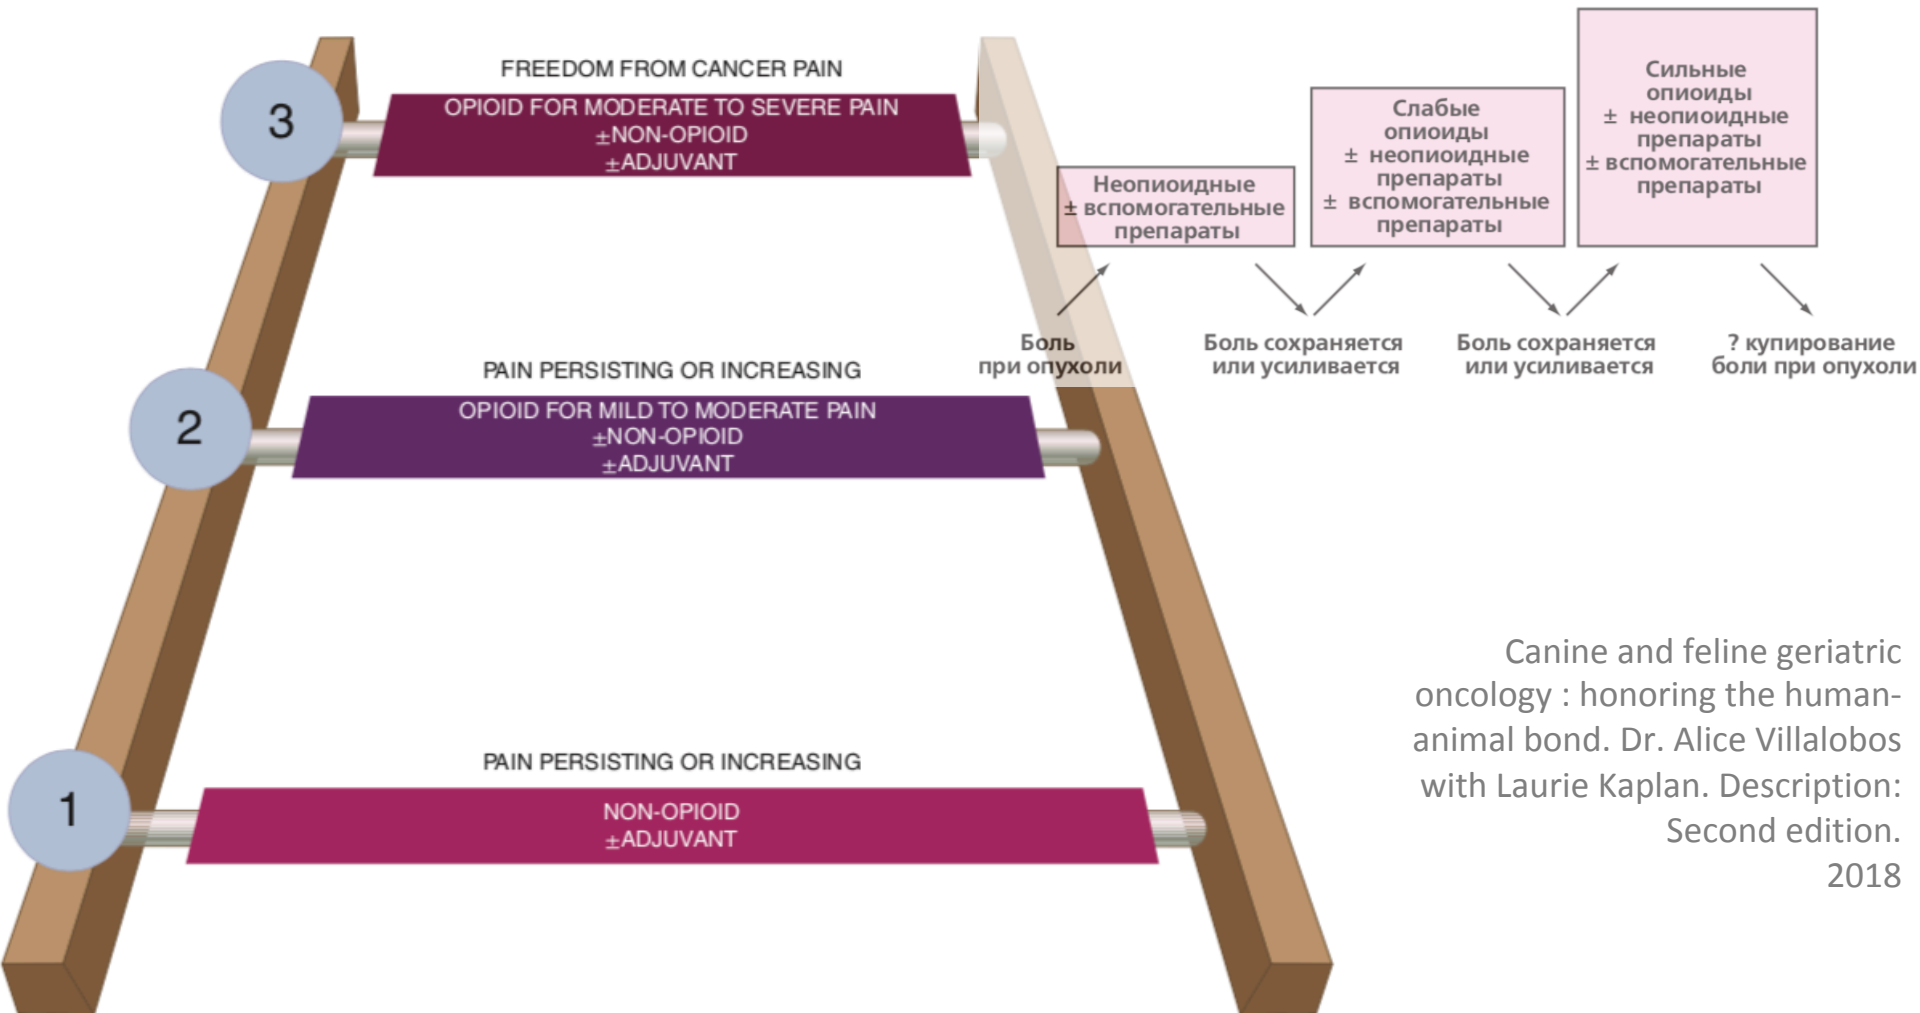 3
FREEDOM FROM CANCER PAIN
OPIOID FOR MODERATE TO SEVERE PAIN
±NON-OPIOID
±ADJUVANT
2
PAIN PERSISTING OR INCREASING
OPIOID FOR MILD TO MODERATE PAIN
±NON-OPIOID
±ADJUVANT
1
PAIN PERSISTING OR INCREASING
NON-OPIOID
±ADJUVANT
Неопиоидные
± вспомогательные
препараты
Слабые
опиоиды
± неопиоидные
препараты
± вспомогательные
препараты
Сильные
опиоиды
± неопиоидные
препараты
± вспомогательные
препараты
Боль
при опухоли
Боль сохраняется
или усиливается
Боль сохраняется
или усиливается
? купирование
боли при опухоли
Canine and feline geriatric
oncology : honoring the human-
animal bond. Dr. Alice Villalobos
with Laurie Kaplan. Description:
Second edition.
2018